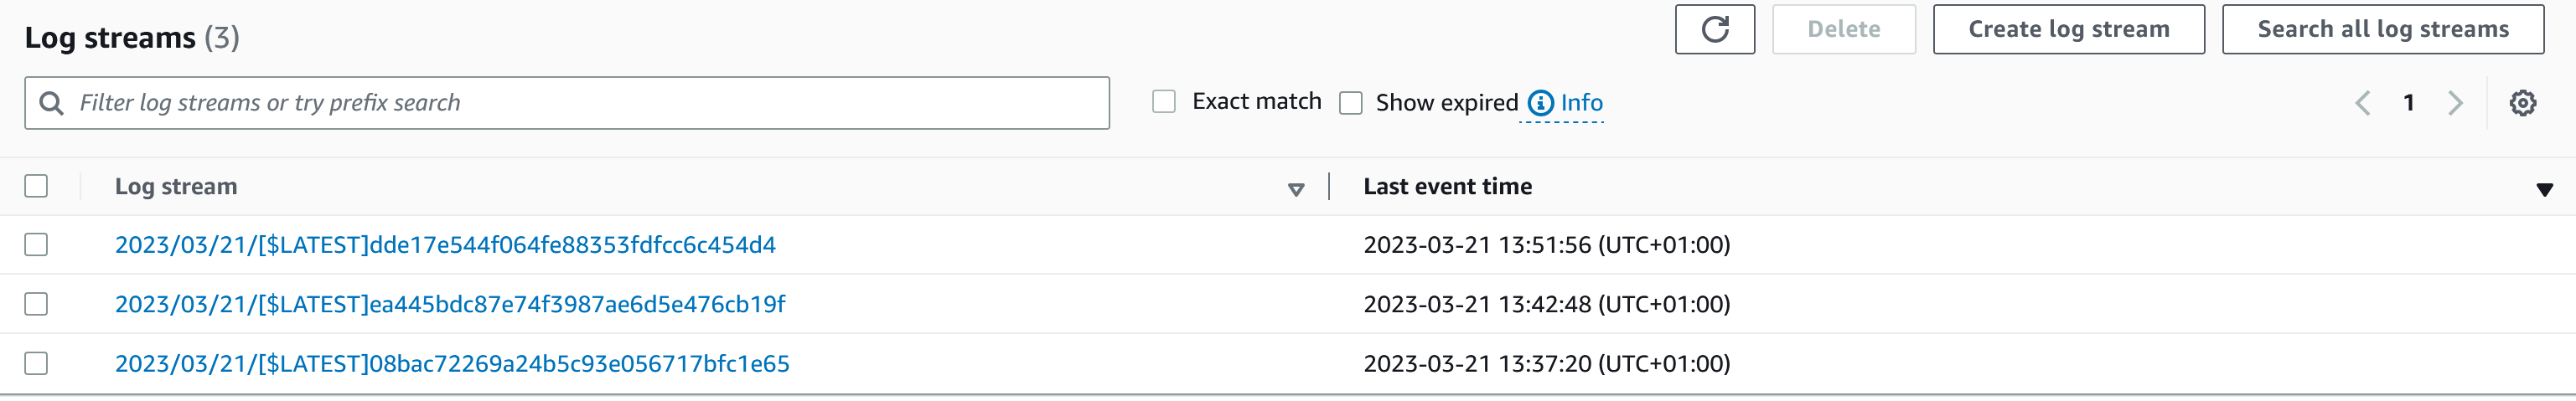 Log streams (3)
Delete
Create log stream
Search all log streams
Filter log streams or try prefix search
Exact match
Show expired
Info
1
Log stream
Last event time
2023/03/21/[$LATEST]dde17e544f064fe88353fdfcc6c454d4
2023-03-21 13:51:56 (UTC+01:00)
2023/03/21/[$LATEST]ea445bdc87e74f3987ae6d5e476cb19f
2023-03-21 13:42:48 (UTC+01:00)
2023/03/21/[$LATEST]08bac72269a24b5c93e056717bfc1e65
2023-03-21 13:37:20 (UTC+01:00)